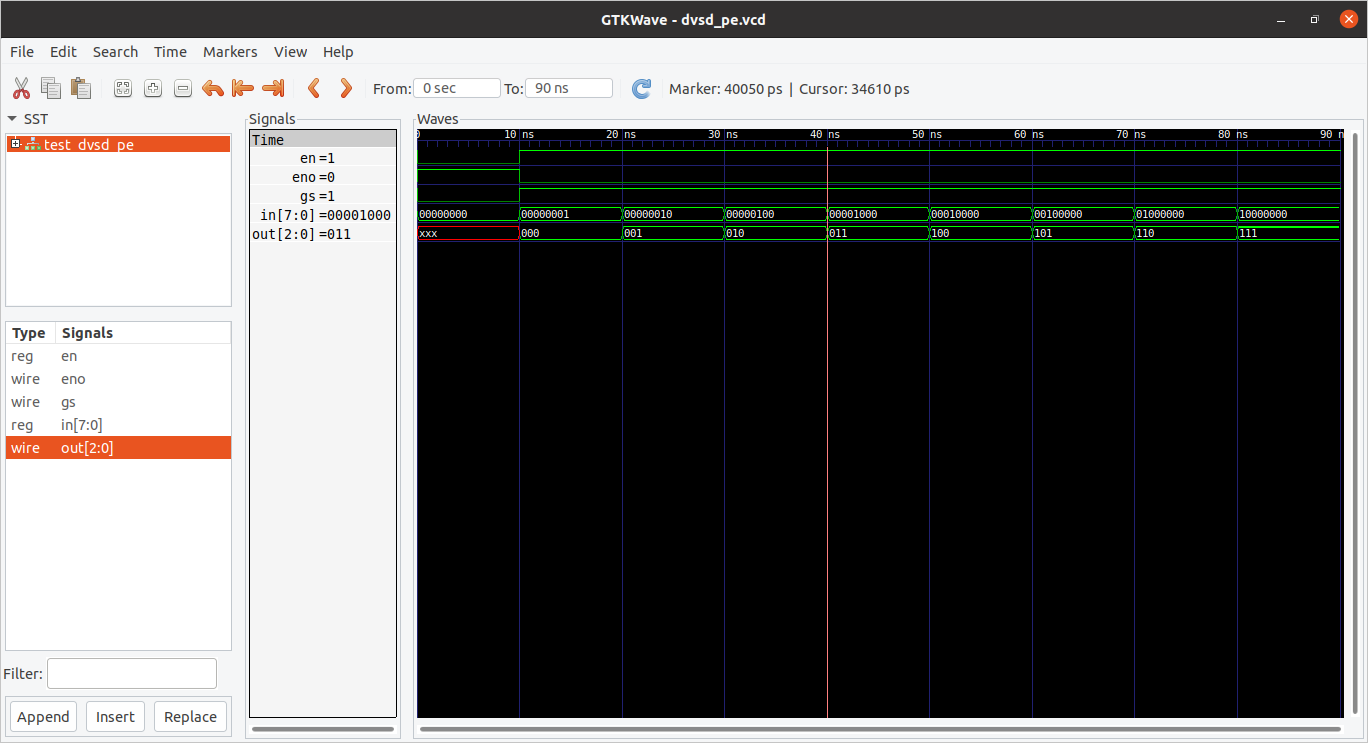 GTKWave - dvsd_pe.vcd
File Edit Search Time Markers View Help
From: 0 sec To: 90 ns Marker: 40050 ps | Cursor: 34610 ps
SST
test_dvsd_pe
Type Signals
reg en
wire eno
wire gs
reg in[7:0]
wire out[2:0]
Filter:
Append Insert Replace
Signals
Time
en=1
eno=0
gs=1
in[7:0]=00001000
out[2:0]=011
Waves
0 10 ns 20 ns 30 ns 40 ns 50 ns 60 ns 70 ns 80 ns 90 n
00000000 00000001 00000010 00000100 00001000 00010000 00100000 01000000 10000000
xxx 000 001 010 011 100 101 110 111